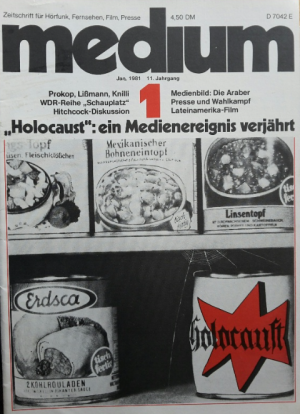 Zeitschrift für Hörfunk, Fernsehen, Film, Presse
4,50 DM
D 7042 E
medium
Jan. 1981 11. Jahrgang
Prokop, Lißmann, Knilli
WDR-Reihe „Schauplatz"
Hitchcock-Diskussion
1
Medienbild: Die Araber
Presse und Wahlkampf
Lateinamerika-Film
„Holocaust": ein Medienereignis verjährt
Mexikanischer
Bohneneintopf
Linsentopf
Erdsca
2 KOHLROULADEN
Holocaust